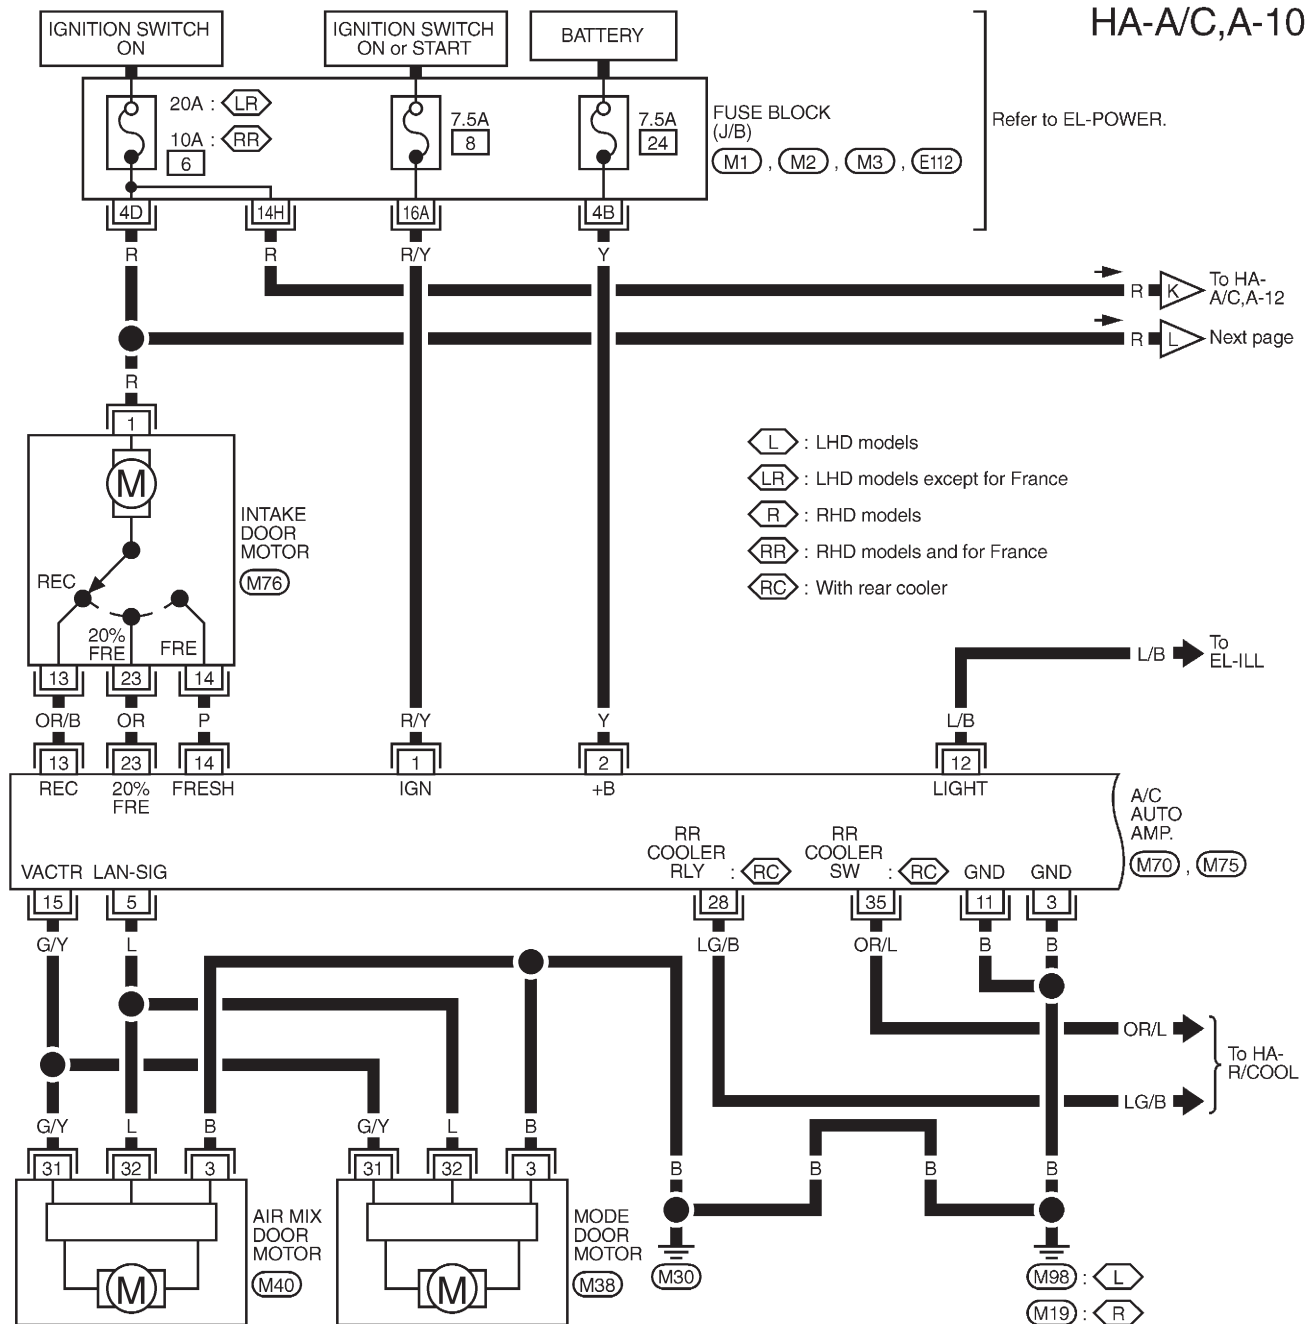 HA-A/C,A-10
IGNITION SWITCH
ON
IGNITION SWITCH
ON or START
BATTERY
20A : LR
10A : RR
6
7.5A
8
7.5A
24
FUSE BLOCK
(J/B)
M1 , M2 , M3 , E112
Refer to EL-POWER.
4D
14H
16A
4B
R
R
R/Y
Y
R
K
To HA-
A/C,A-12
R
L
Next page
R
1
M
INTAKE
DOOR
MOTOR
M76
REC
20%
FRE
FRE
L : LHD models
LR : LHD models except for France
R : RHD models
RR : RHD models and for France
RC : With rear cooler
13
23
14
OR/B
OR
P
R/Y
Y
L/B
L/B
To
EL-ILL
13
23
14
1
2
12
REC
20%
FRE
FRESH
IGN
+B
LIGHT
A/C
AUTO
AMP.
M70 , M75
VACTR
LAN-SIG
RR
COOLER
RLY : RC
RR
COOLER
SW : RC
GND
GND
15
5
28
35
11
3
G/Y
L
LG/B
OR/L
B
B
OR/L
LG/B
To HA-
R/COOL
G/Y
L
B
G/Y
L
B
B
B
B
B
31
32
3
31
32
3
AIR MIX
DOOR
MOTOR
M40
M
MODE
DOOR
MOTOR
M38
M
M30
M98 : L
M19 : R